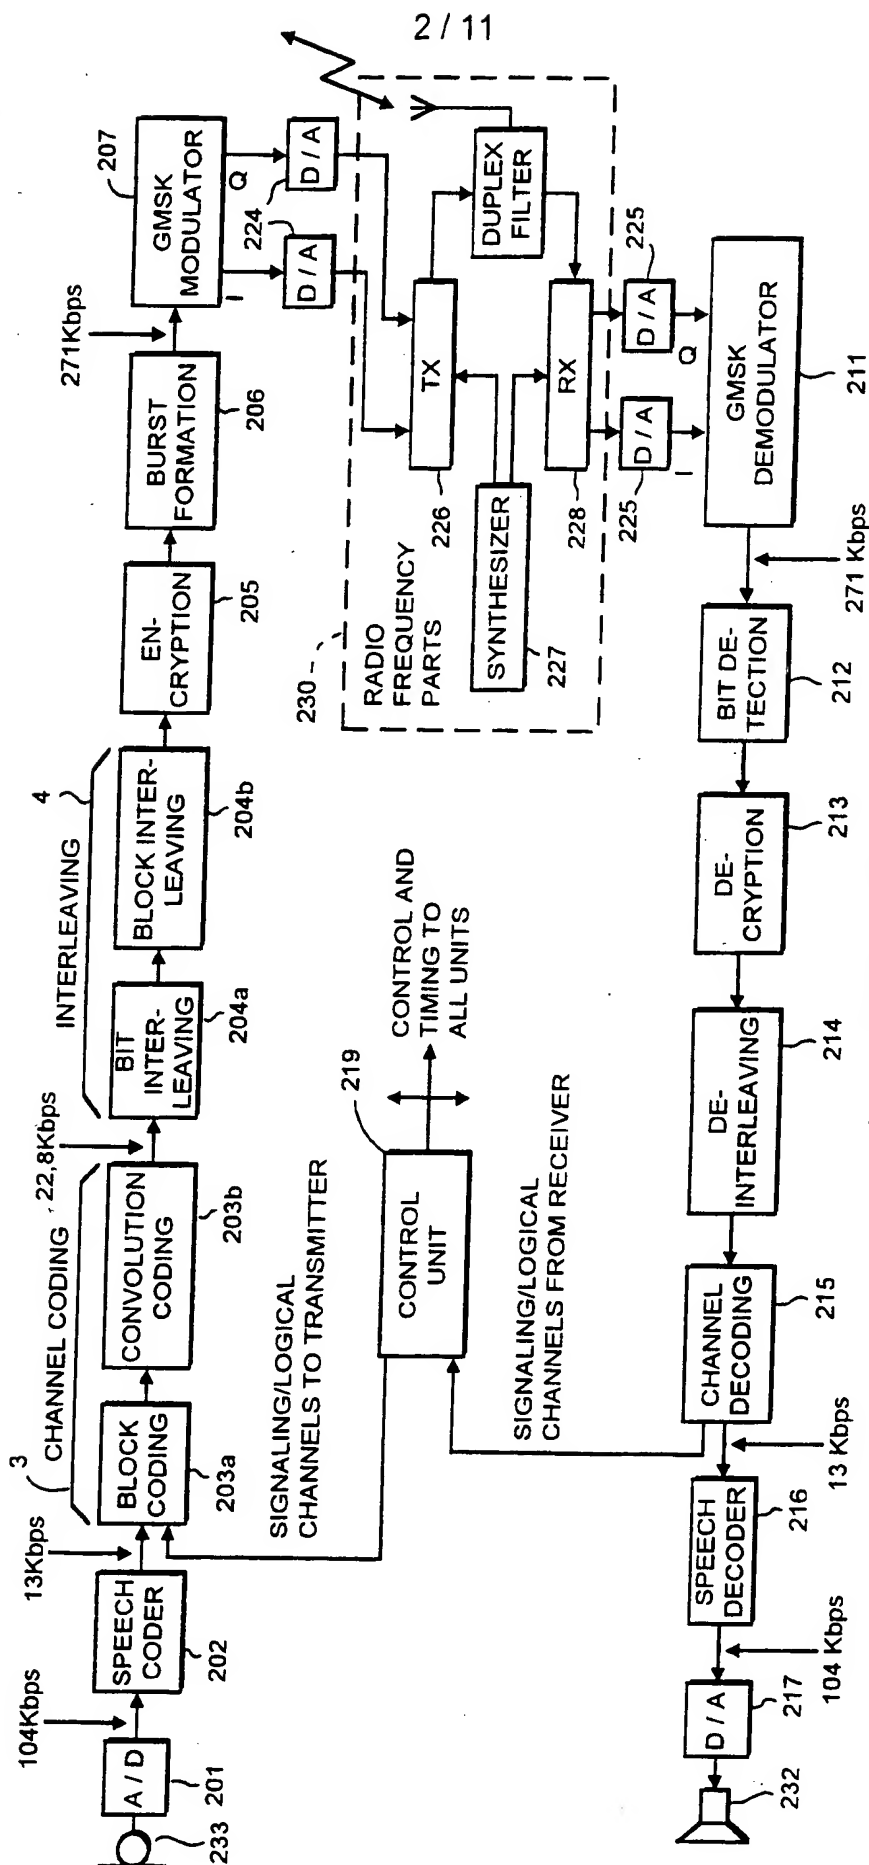 2 / 11
233
A / D
201
104Kbps
SPEECH
CODER
202
13Kbps
3
CHANNEL CODING
BLOCK
CODING
203a
CONVOLUTION
CODING
203b
22,8Kbps
INTERLEAVING
4
BIT
INTER-
LEAVING
204a
BLOCK INTER-
LEAVING
204b
EN-
CRYPTION
205
BURST
FORMATION
206
271Kbps
GMSK
MODULATOR
207
I
Q
224
D / A
D / A
230
RADIO
FREQUENCY
PARTS
TX
226
DUPLEX
FILTER
SYNTHESIZER
227
RX
228
225
D / A
225
D / A
I
Q
GMSK
DEMODULATOR
211
271 Kbps
BIT DE-
TECTION
212
DE-
CRYPTION
213
DE-
INTERLEAVING
214
CHANNEL
DECODING
215
13 Kbps
SPEECH
DECODER
216
104 Kbps
D / A
217
232
SIGNALING/LOGICAL
CHANNELS TO TRANSMITTER
CONTROL
UNIT
219
CONTROL AND
TIMING TO
ALL UNITS
SIGNALING/LOGICAL
CHANNELS FROM RECEIVER